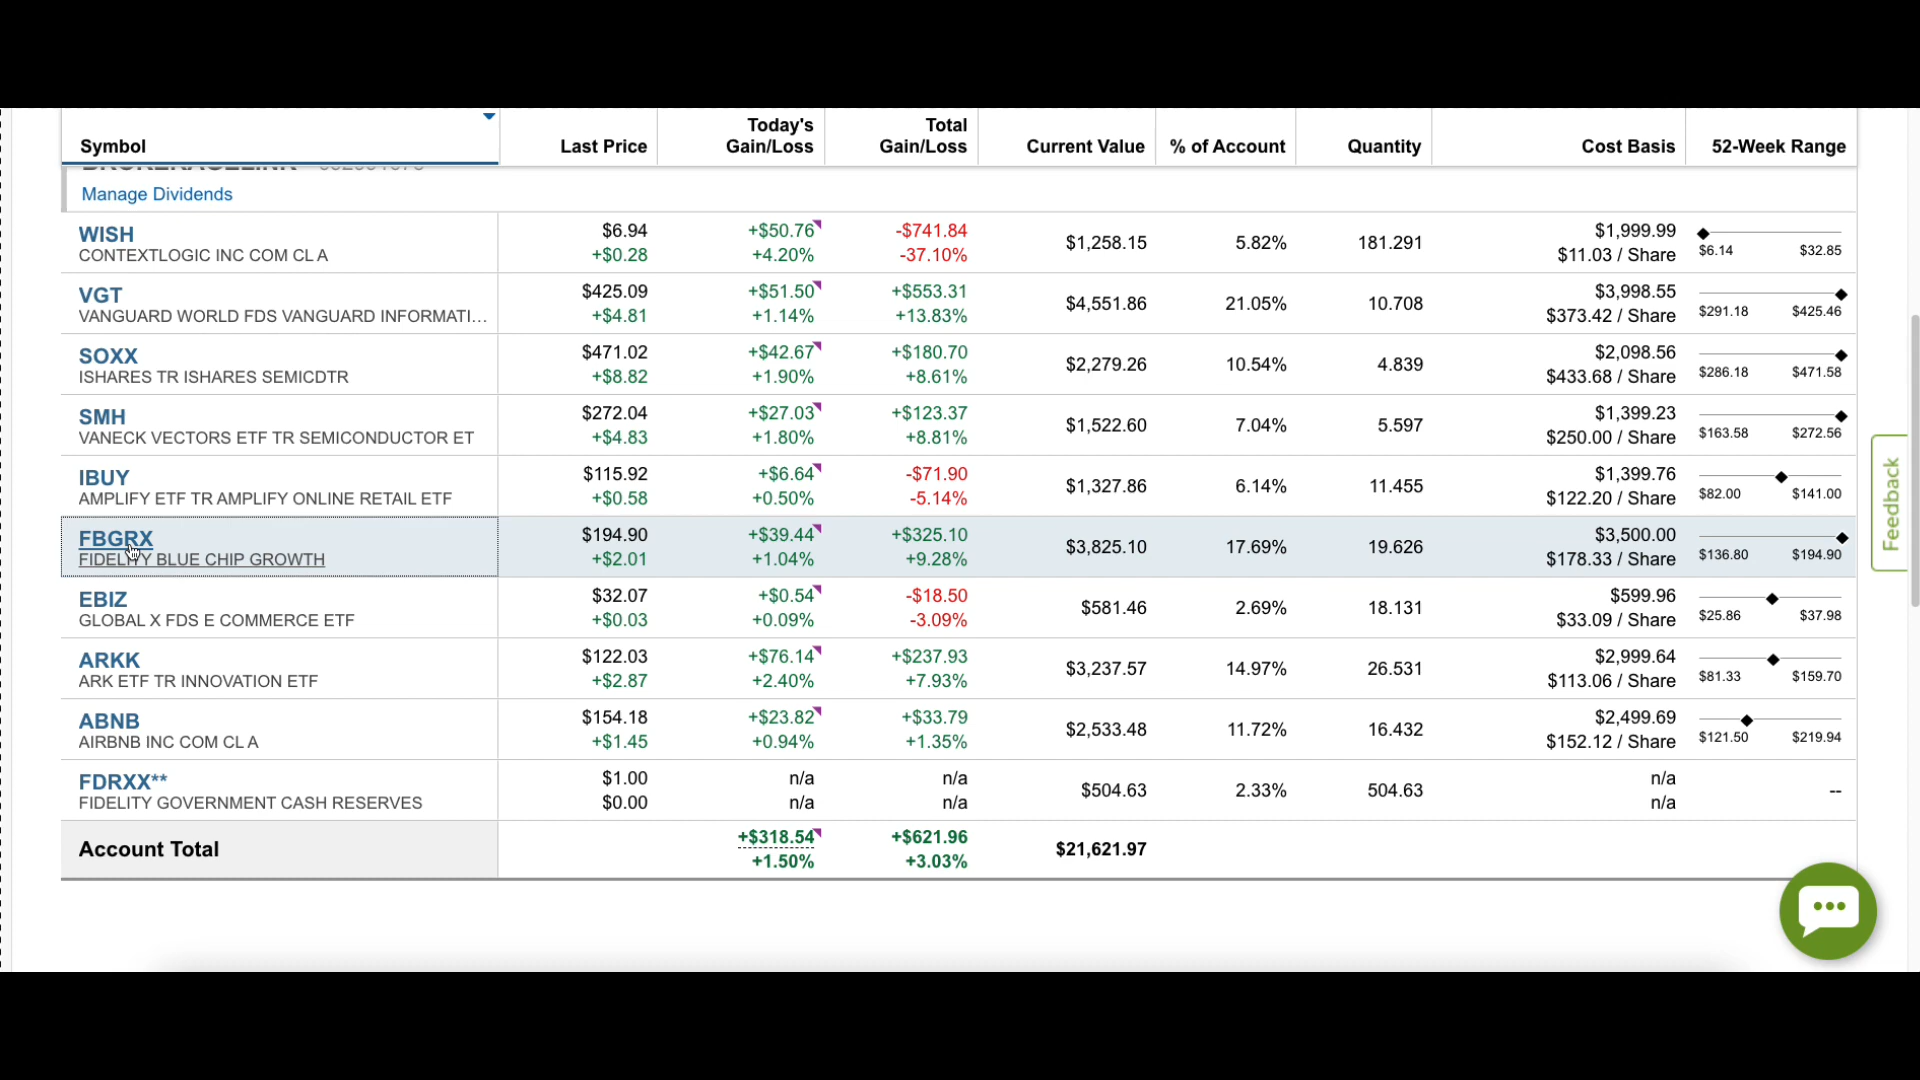 Symbol Last Price Today's Gain/Loss Total Gain/Loss Current Value % of Account Quantity Cost Basis 52-Week Range
Manage Dividends
WISH $6.94 +$50.76 -$741.84 $1,258.15 5.82% 181.291 $1,999.99
CONTEXTLOGIC INC COM CL A +$0.28 +4.20% -37.10% $11.03 / Share $6.14 $32.85
VGT $425.09 +$51.50 +$553.31 $4,551.86 21.05% 10.708 $3,998.55
VANGUARD WORLD FDS VANGUARD INFORMATI... +$4.81 +1.14% +13.83% $373.42 / Share $291.18 $425.46
SOXX $471.02 +$42.67 +$180.70 $2,279.26 10.54% 4.839 $2,098.56
ISHARES TR ISHARES SEMICDTR +$8.82 +1.90% +8.61% $433.68 / Share $286.18 $471.58
SMH $272.04 +$27.03 +$123.37 $1,522.60 7.04% 5.597 $1,399.23
VANECK VECTORS ETF TR SEMICONDUCTOR ET +$4.83 +1.80% +8.81% $250.00 / Share $163.58 $272.56
IBUY $115.92 +$6.64 -$71.90 $1,327.86 6.14% 11.455 $1,399.76
AMPLIFY ETF TR AMPLIFY ONLINE RETAIL ETF +$0.58 +0.50% -5.14% $122.20 / Share $82.00 $141.00
FBGRX $194.90 +$39.44 +$325.10 $3,825.10 17.69% 19.626 $3,500.00
FIDELITY BLUE CHIP GROWTH +$2.01 +1.04% +9.28% $178.33 / Share $136.80 $194.90
EBIZ $32.07 +$0.54 -$18.50 $581.46 2.69% 18.131 $599.96
GLOBAL X FDS E COMMERCE ETF +$0.03 +0.09% -3.09% $33.09 / Share $25.86 $37.98
ARKK $122.03 +$76.14 +$237.93 $3,237.57 14.97% 26.531 $2,999.64
ARK ETF TR INNOVATION ETF +$2.87 +2.40% +7.93% $113.06 / Share $81.33 $159.70
ABNB $154.18 +$23.82 +$33.79 $2,533.48 11.72% 16.432 $2,499.69
AIRBNB INC COM CL A +$1.45 +0.94% +1.35% $152.12 / Share $121.50 $219.94
FDRXX** $1.00 n/a n/a $504.63 2.33% 504.63 n/a --
FIDELITY GOVERNMENT CASH RESERVES $0.00 n/a n/a n/a
Account Total +$318.54 +$621.96 $21,621.97
+1.50% +3.03%
Feedback